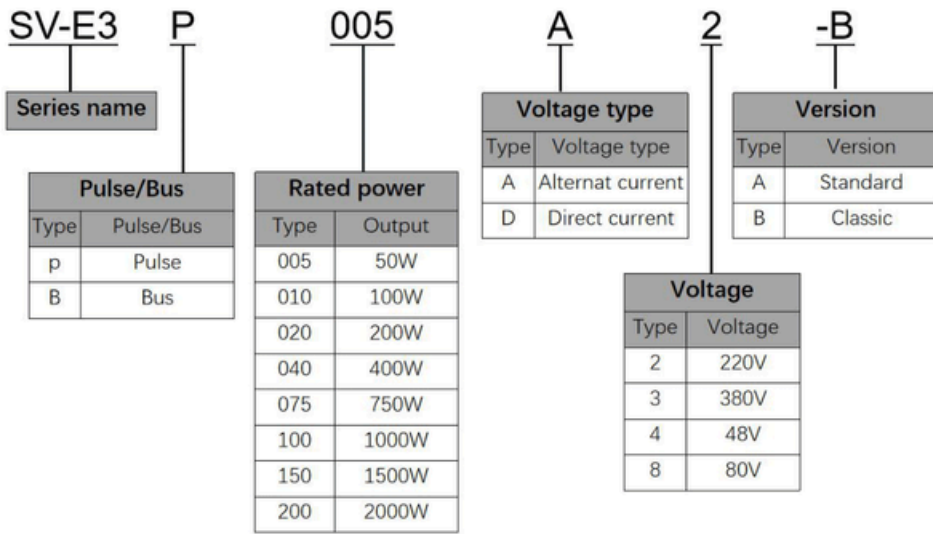 SV-E3 P 005 A 2 -B
Series name
Pulse/Bus
Type Pulse/Bus
p Pulse
B Bus
Rated power
Type Output
005 50W
010 100W
020 200W
040 400W
075 750W
100 1000W
150 1500W
200 2000W
Voltage type
Type Voltage type
A Alternat current
D Direct current
Voltage
Type Voltage
2 220V
3 380V
4 48V
8 80V
Version
Type Version
A Standard
B Classic